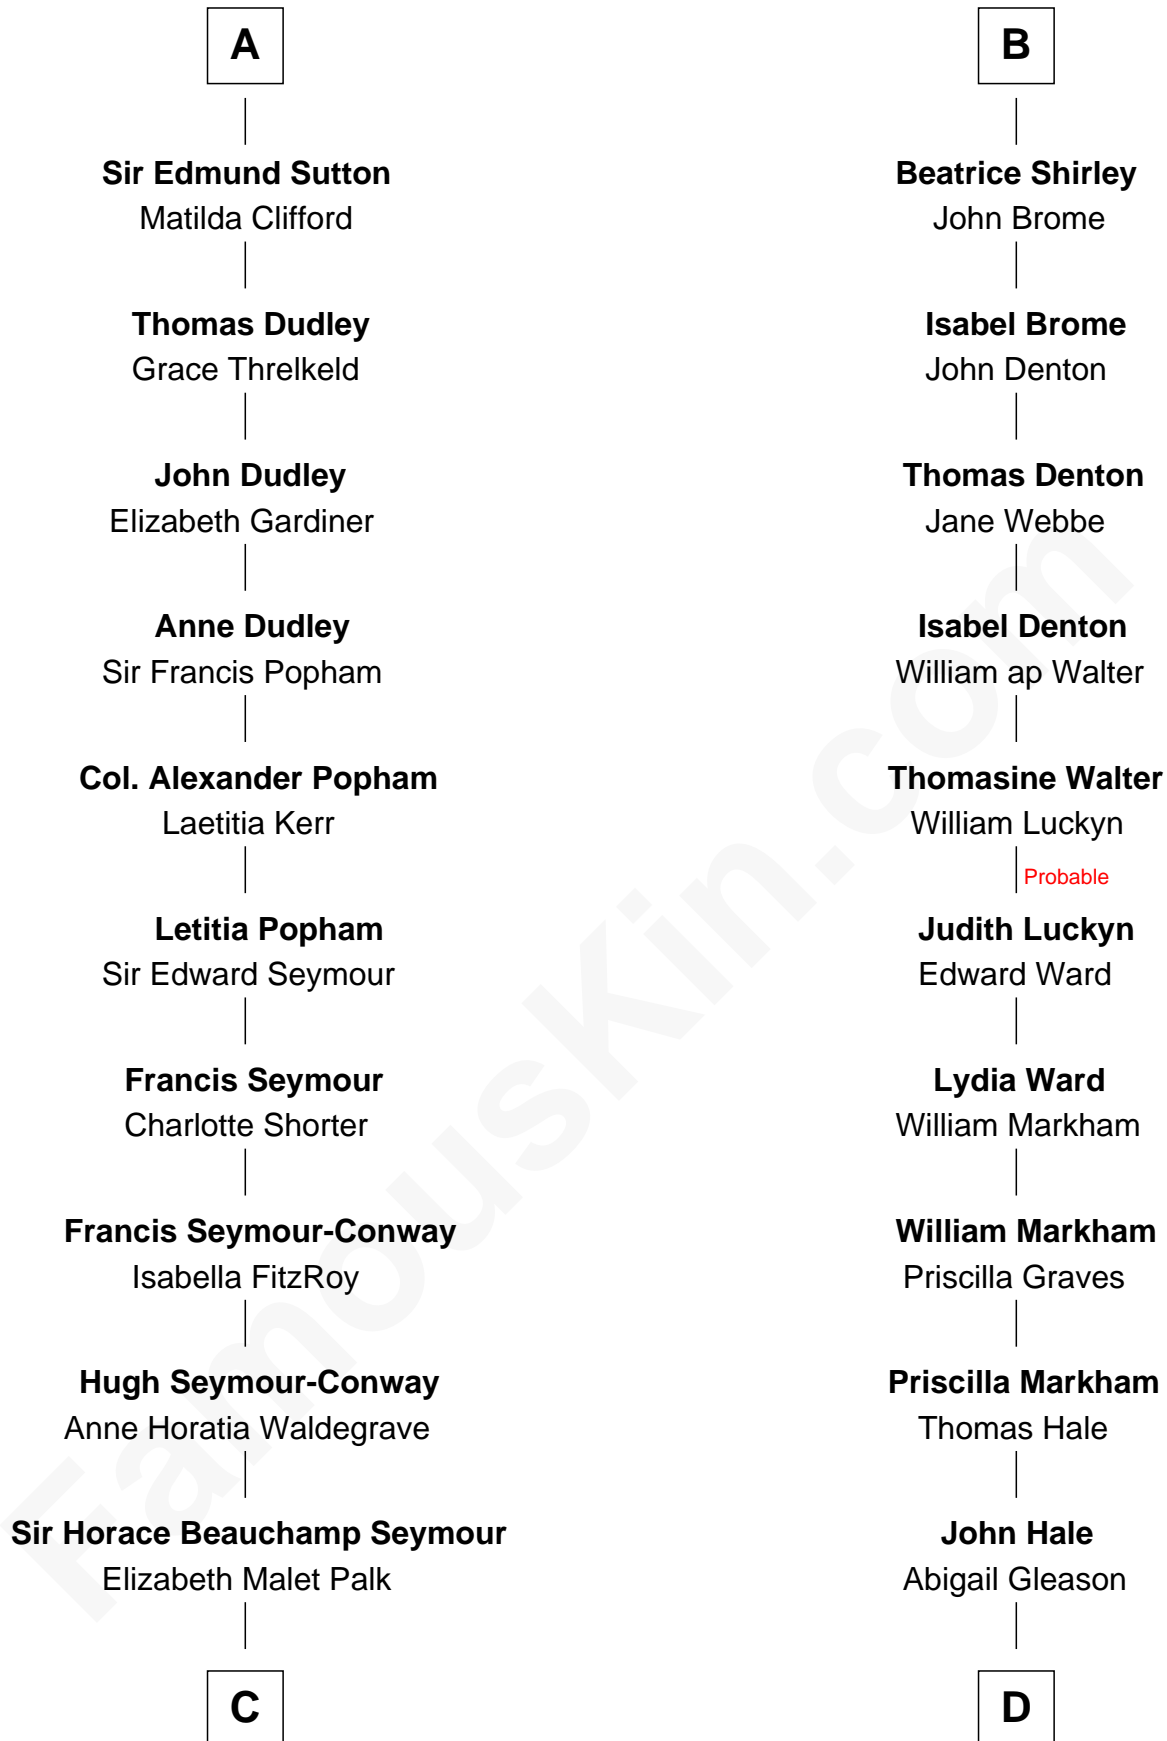 A
Sir Edmund Sutton
Matilda Clifford
Thomas Dudley
Grace Threlkeld
John Dudley
Elizabeth Gardiner
Anne Dudley
Sir Francis Popham
Col. Alexander Popham
Laetitia Kerr
Letitia Popham
Sir Edward Seymour
Francis Seymour
Charlotte Shorter
Francis Seymour-Conway
Isabella FitzRoy
Hugh Seymour-Conway
Anne Horatia Waldegrave
Sir Horace Beauchamp Seymour
Elizabeth Malet Palk
C
B
Beatrice Shirley
John Brome
Isabel Brome
John Denton
Thomas Denton
Jane Webbe
Isabel Denton
William ap Walter
Thomasine Walter
William Luckyn
Probable
Judith Luckyn
Edward Ward
Lydia Ward
William Markham
William Markham
Priscilla Graves
Priscilla Markham
Thomas Hale
John Hale
Abigail Gleason
D
FamousKin.com